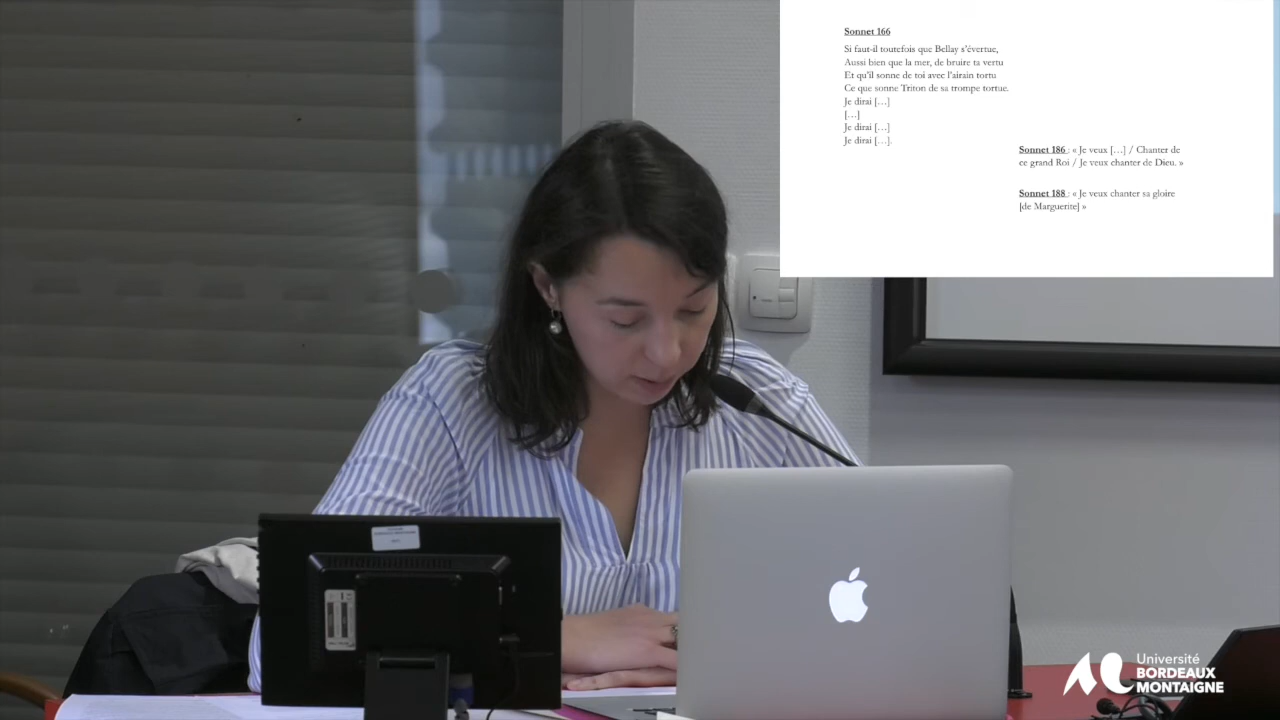 Sonnet 166
Si faut-il toutefois que Bellay s'évertue,
Aussi bien que la mer, de bruire ta vertu
Et qu'il sonne de toi avec l'airain tortu
Ce que sonne Triton de sa trompe tortue.
Je dirai […]
[…]
Je dirai […]
Je dirai […].
Sonnet 186 : « Je veux […] / Chanter de
ce grand Roi / Je veux chanter de Dieu. »
Sonnet 188 : « Je veux chanter sa gloire
[de Marguerite] »
Université
BORDEAUX
MONTAIGNE